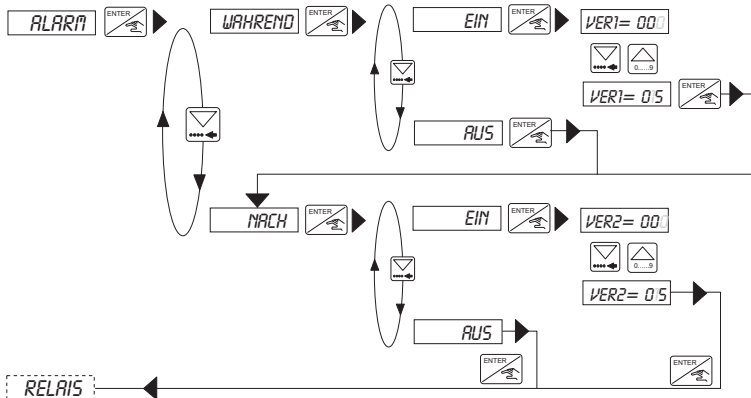 ALARM ENTER WAHREND ENTER EIN ENTER VER1= 000
0......9
VER1= 015 ENTER
AUS ENTER
NACH ENTER EIN ENTER VER2= 000
0......9
VER2= 015
AUS
ENTER ENTER
RELAIS